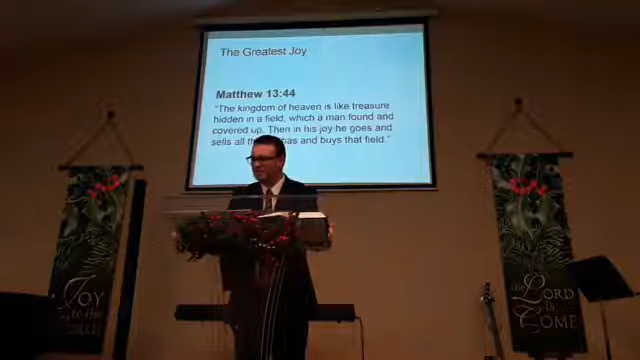 The Greatest Joy
Matthew 13:44
"The kingdom of heaven is like treasure
hidden in a field, which a man found and
covered up. Then in his joy he goes and
sells all has and buys that field."
Joy
to the
the
LORD
is
COME